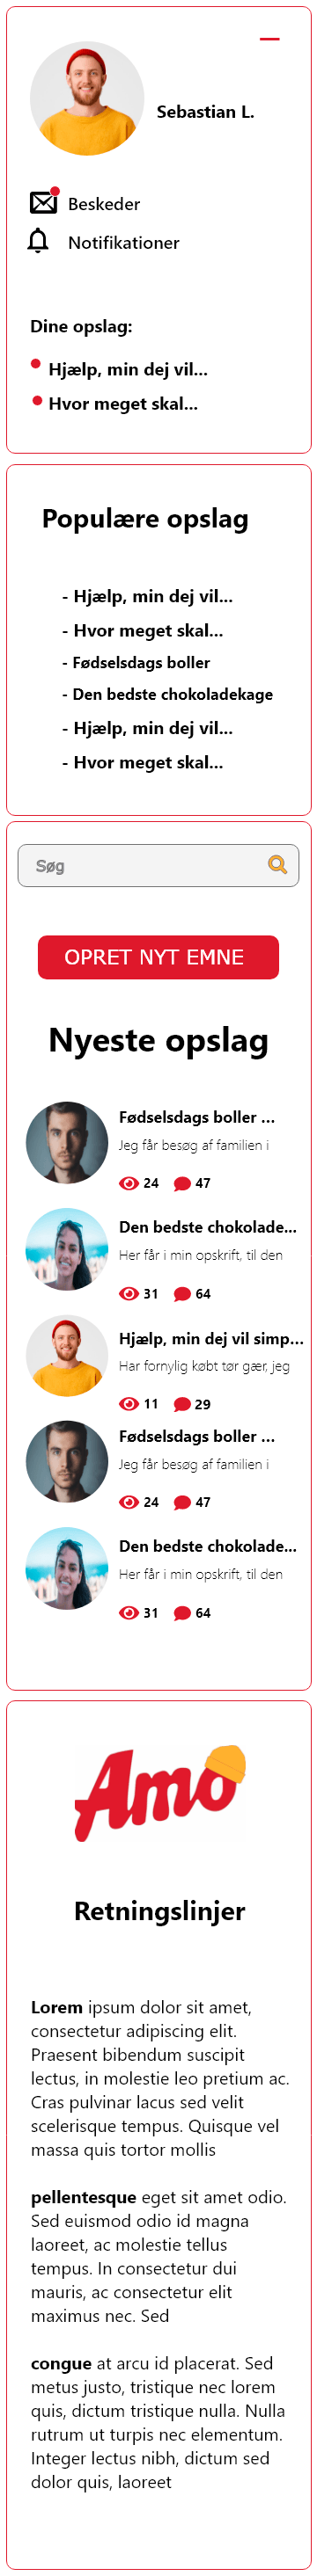 Sebastian L.
Beskeder
Notifikationer
Dine opslag:
Hjælp, min dej vil...
Hvor meget skal...
Populære opslag
- Hjælp, min dej vil...
- Hvor meget skal...
- Fødselsdags boller
- Den bedste chokoladekage
- Hjælp, min dej vil...
- Hvor meget skal...
Søg
OPRET NYT EMNE
Nyeste opslag
Fødselsdags boller ...
Jeg får besøg af familien i
24 47
Den bedste chokolade...
Her får i min opskrift, til den
31 64
Hjælp, min dej vil simp...
Har fornylig købt tør gær, jeg
11 29
Fødselsdags boller ...
Jeg får besøg af familien i
24 47
Den bedste chokolade...
Her får i min opskrift, til den
31 64
Amo
Retningslinjer
Lorem ipsum dolor sit amet,
consectetur adipiscing elit.
Praesent bibendum suscipit
lectus, in molestie leo pretium ac.
Cras pulvinar lacus sed velit
scelerisque tempus. Quisque vel
massa quis tortor mollis
pellentesque eget sit amet odio.
Sed euismod odio id magna
laoreet, ac molestie tellus
tempus. In consectetur dui
mauris, ac consectetur elit
maximus nec. Sed
congue at arcu id placerat. Sed
metus justo, tristique nec lorem
quis, dictum tristique nulla. Nulla
rutrum ut turpis nec elementum.
Integer lectus nibh, dictum sed
dolor quis, laoreet